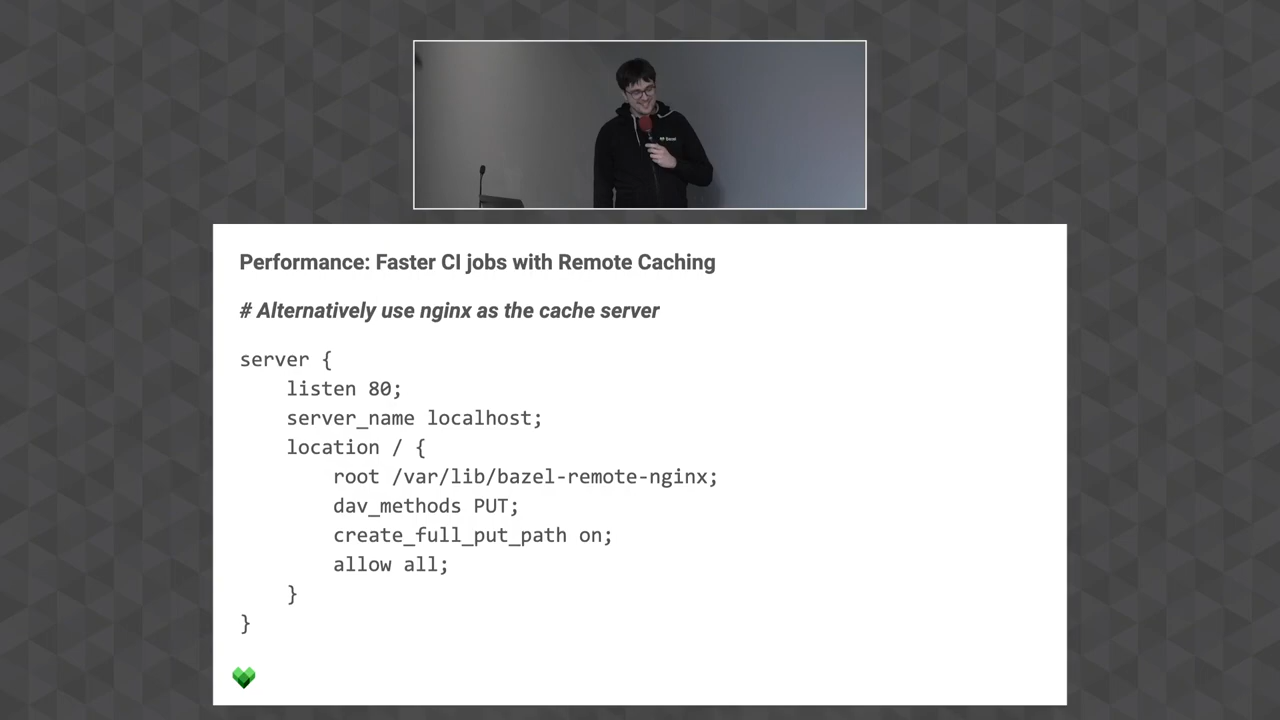 Performance: Faster CI jobs with Remote Caching
# Alternatively use nginx as the cache server
server {
    listen 80;
    server_name localhost;
    location / {
        root /var/lib/bazel-remote-nginx;
        dav_methods PUT;
        create_full_put_path on;
        allow all;
    }
}